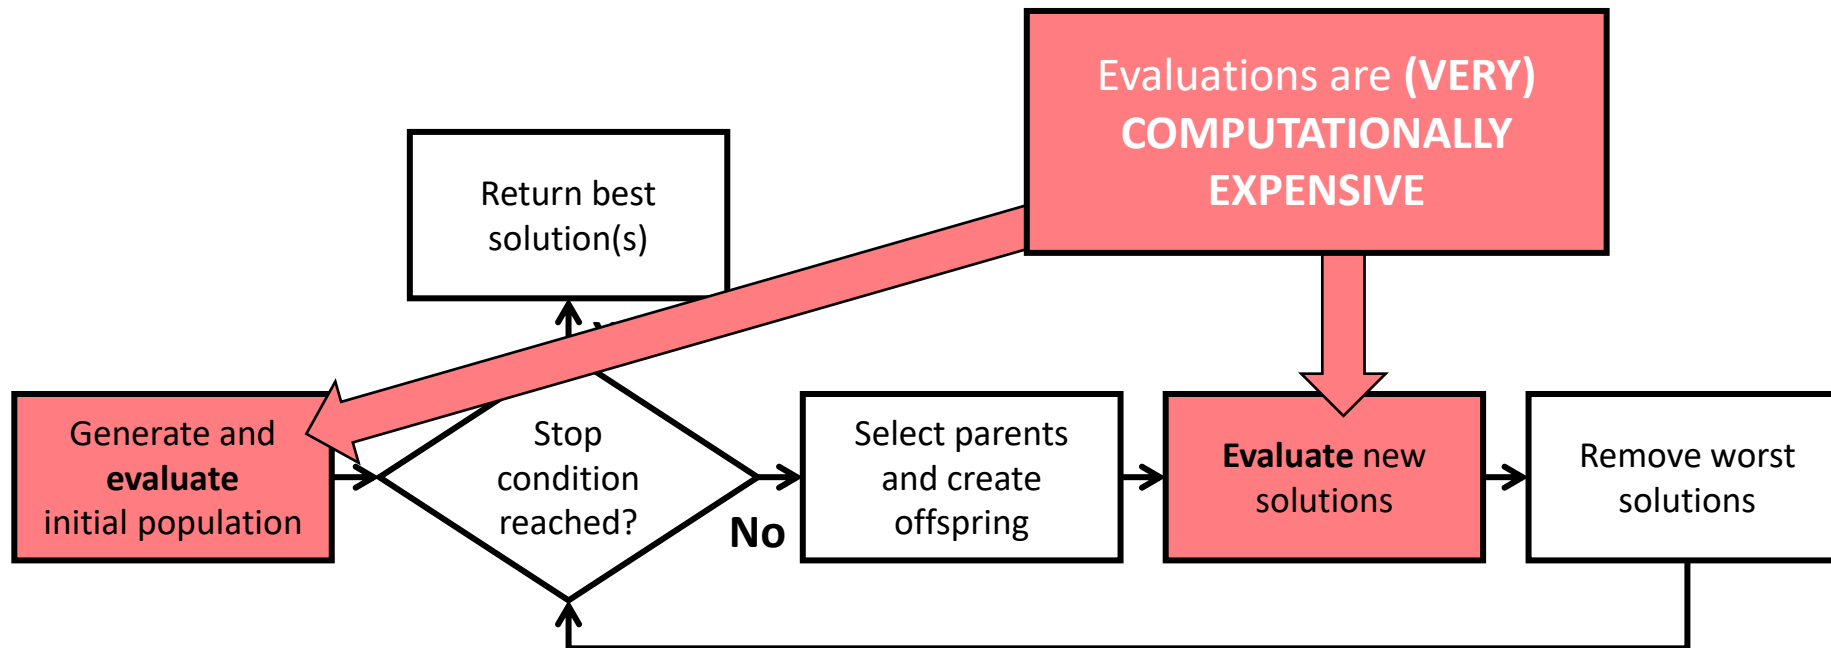 Evaluations are (VERY)
COMPUTATIONALLY
EXPENSIVE
Return best
solution(s)
Generate and
evaluate
initial population
Stop
condition
reached?
No
Select parents
and create
offspring
Evaluate new
solutions
Remove worst
solutions